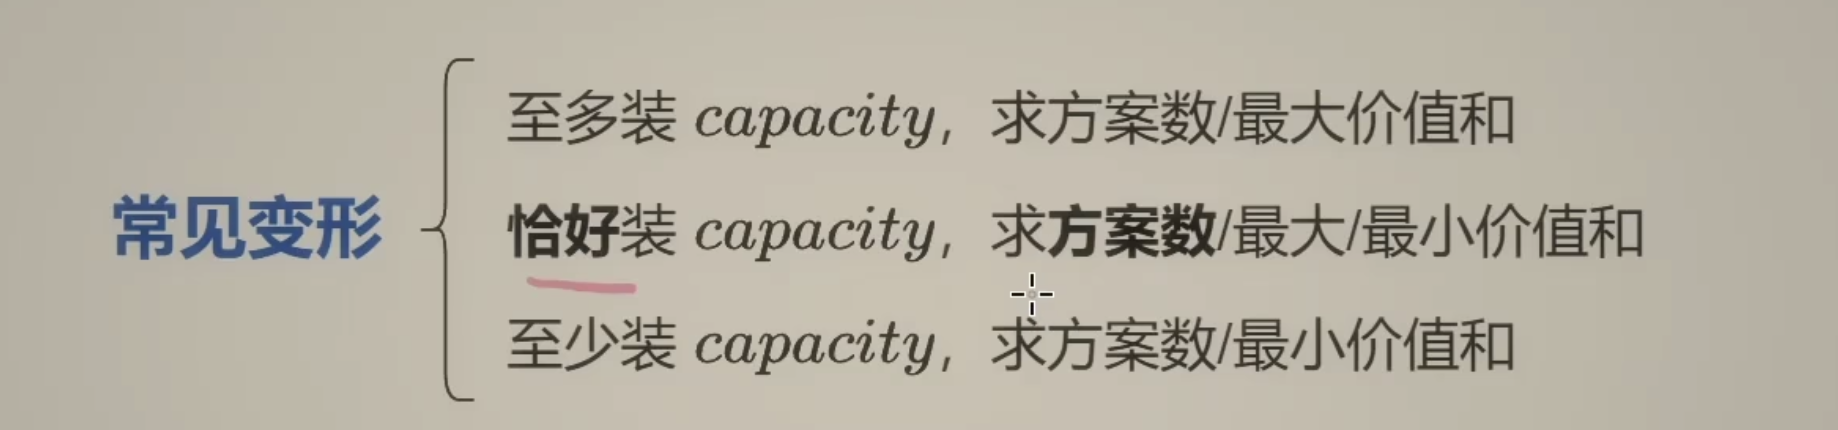 至多装 capacity，求方案数/最大价值和
常见变形
恰好装 capacity，求方案数/最大/最小价值和
至少装 capacity，求方案数/最小价值和